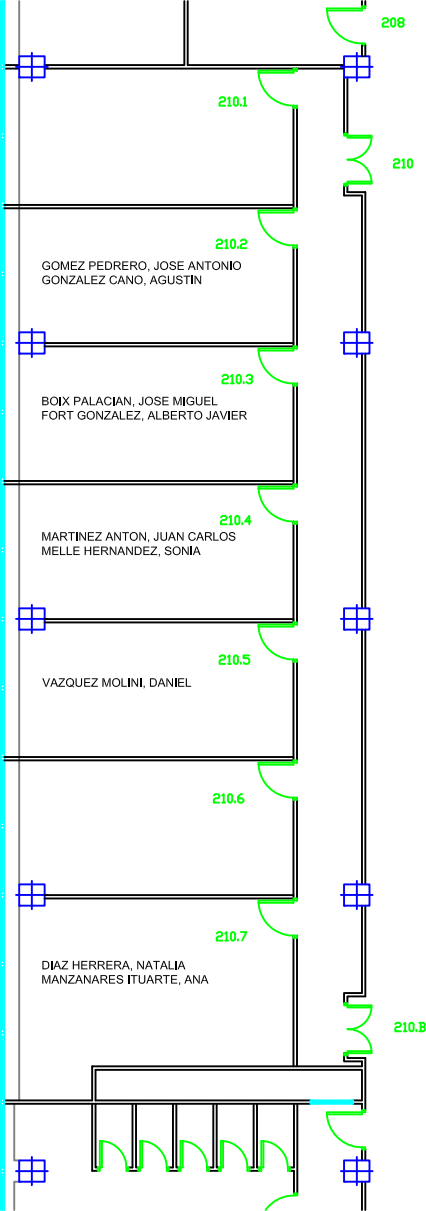 208
210.1
210
210.2
GOMEZ PEDRERO, JOSE ANTONIO
GONZALEZ CANO, AGUSTIN
210.3
BOIX PALACIAN, JOSE MIGUEL
FORT GONZALEZ, ALBERTO JAVIER
210.4
MARTINEZ ANTON, JUAN CARLOS
MELLE HERNANDEZ, SONIA
210.5
VAZQUEZ MOLINI, DANIEL
210.6
210.7
DIAZ HERRERA, NATALIA
MANZANARES ITUARTE, ANA
210.B